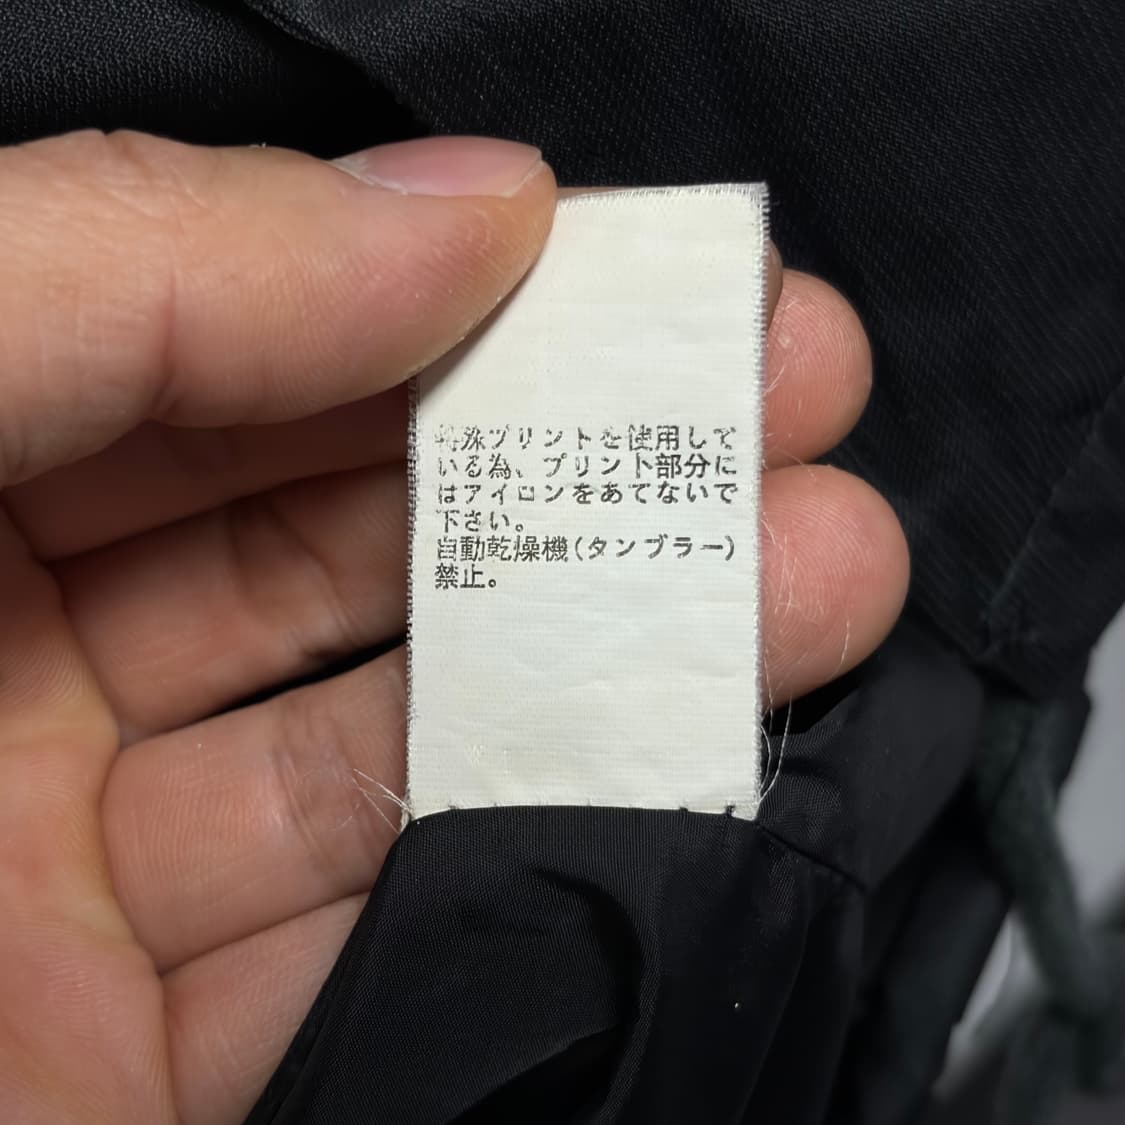 特殊プリントを使用して
いる為、プリント部分に
はアイロンをあてないで
下さい。
自動乾燥機(タンブラー)
禁止。